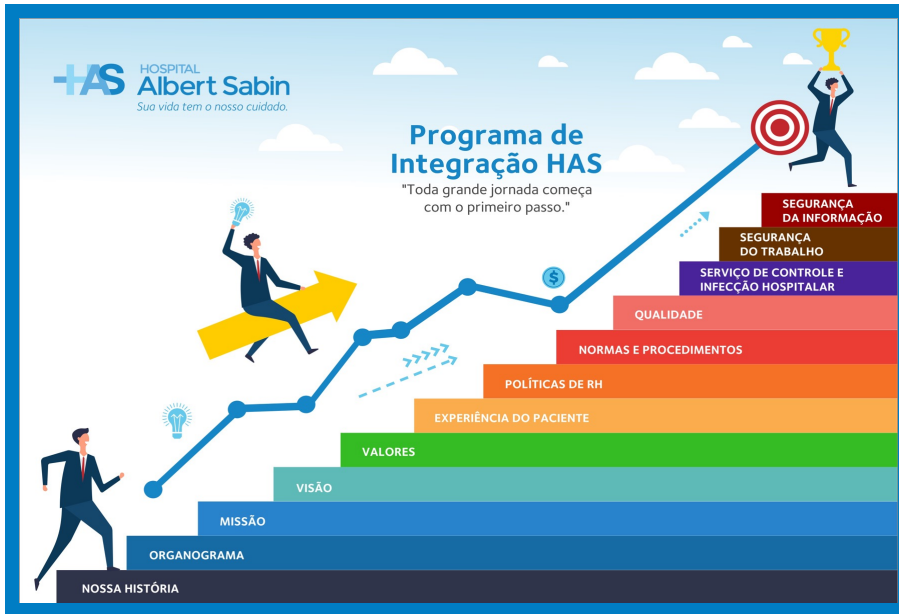 HAS
HOSPITAL
Albert Sabin
Sua vida tem o nosso cuidado.
Programa de
Integração HAS
"Toda grande jornada começa
com o primeiro passo."
$
SEGURANÇA
DA INFORMAÇÃO
SEGURANÇA
DO TRABALHO
SERVIÇO DE CONTROLE E
INFECÇÃO HOSPITALAR
QUALIDADE
NORMAS E PROCEDIMENTOS
POLÍTICAS DE RH
EXPERIÊNCIA DO PACIENTE
VALORES
VISÃO
MISSÃO
ORGANOGRAMA
NOSSA HISTÓRIA